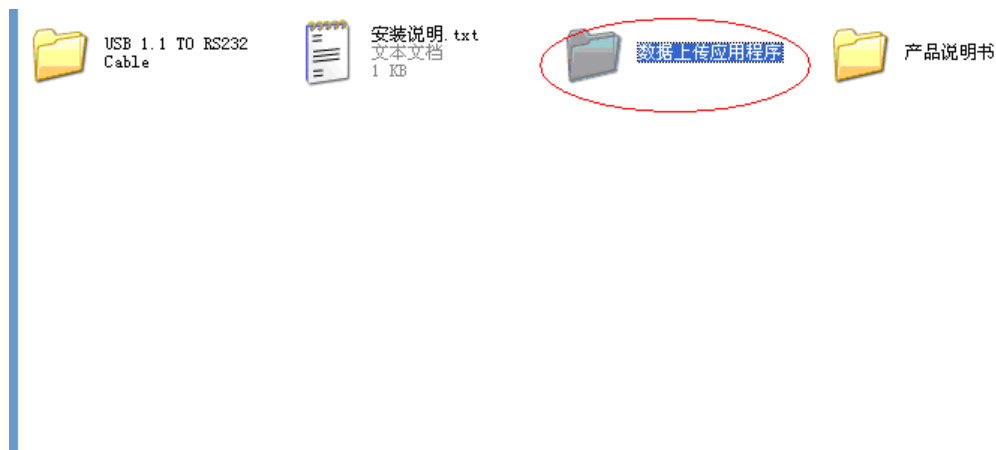 USB 1.1 TO RS232
Cable
安装说明.txt
文本文档
1 KB
数据上传应用程序
产品说明书